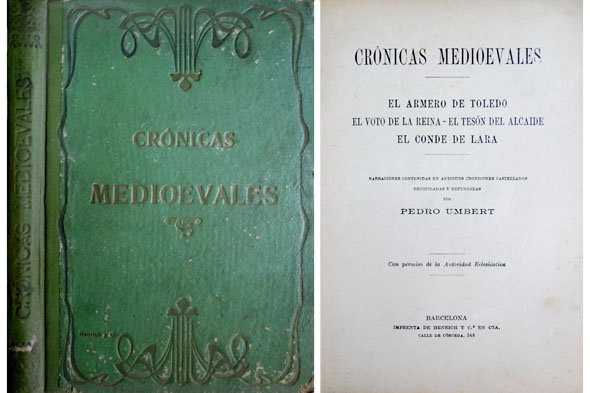 CRÓNICAS MEDIOEVALES
CRÓNICAS
MEDIOEVALES
Henrich y Cª
CRÓNICAS MEDIOEVALES
EL ARMERO DE TOLEDO
EL VOTO DE LA REINA - EL TESÓN DEL ALCAIDE
EL CONDE DE LARA
NARRACIONES CONTENIDAS EN ANTIGUOS CRONICONES CASTELLANOS
RECOPILADAS Y REFUNDIDAS
POR
PEDRO UMBERT
Con permiso de la Autoridad Eclesiástica
BARCELONA
IMPRENTA DE HENRICH Y C.ª EN CTA.
CALLE DE CÓRCEGA, 348